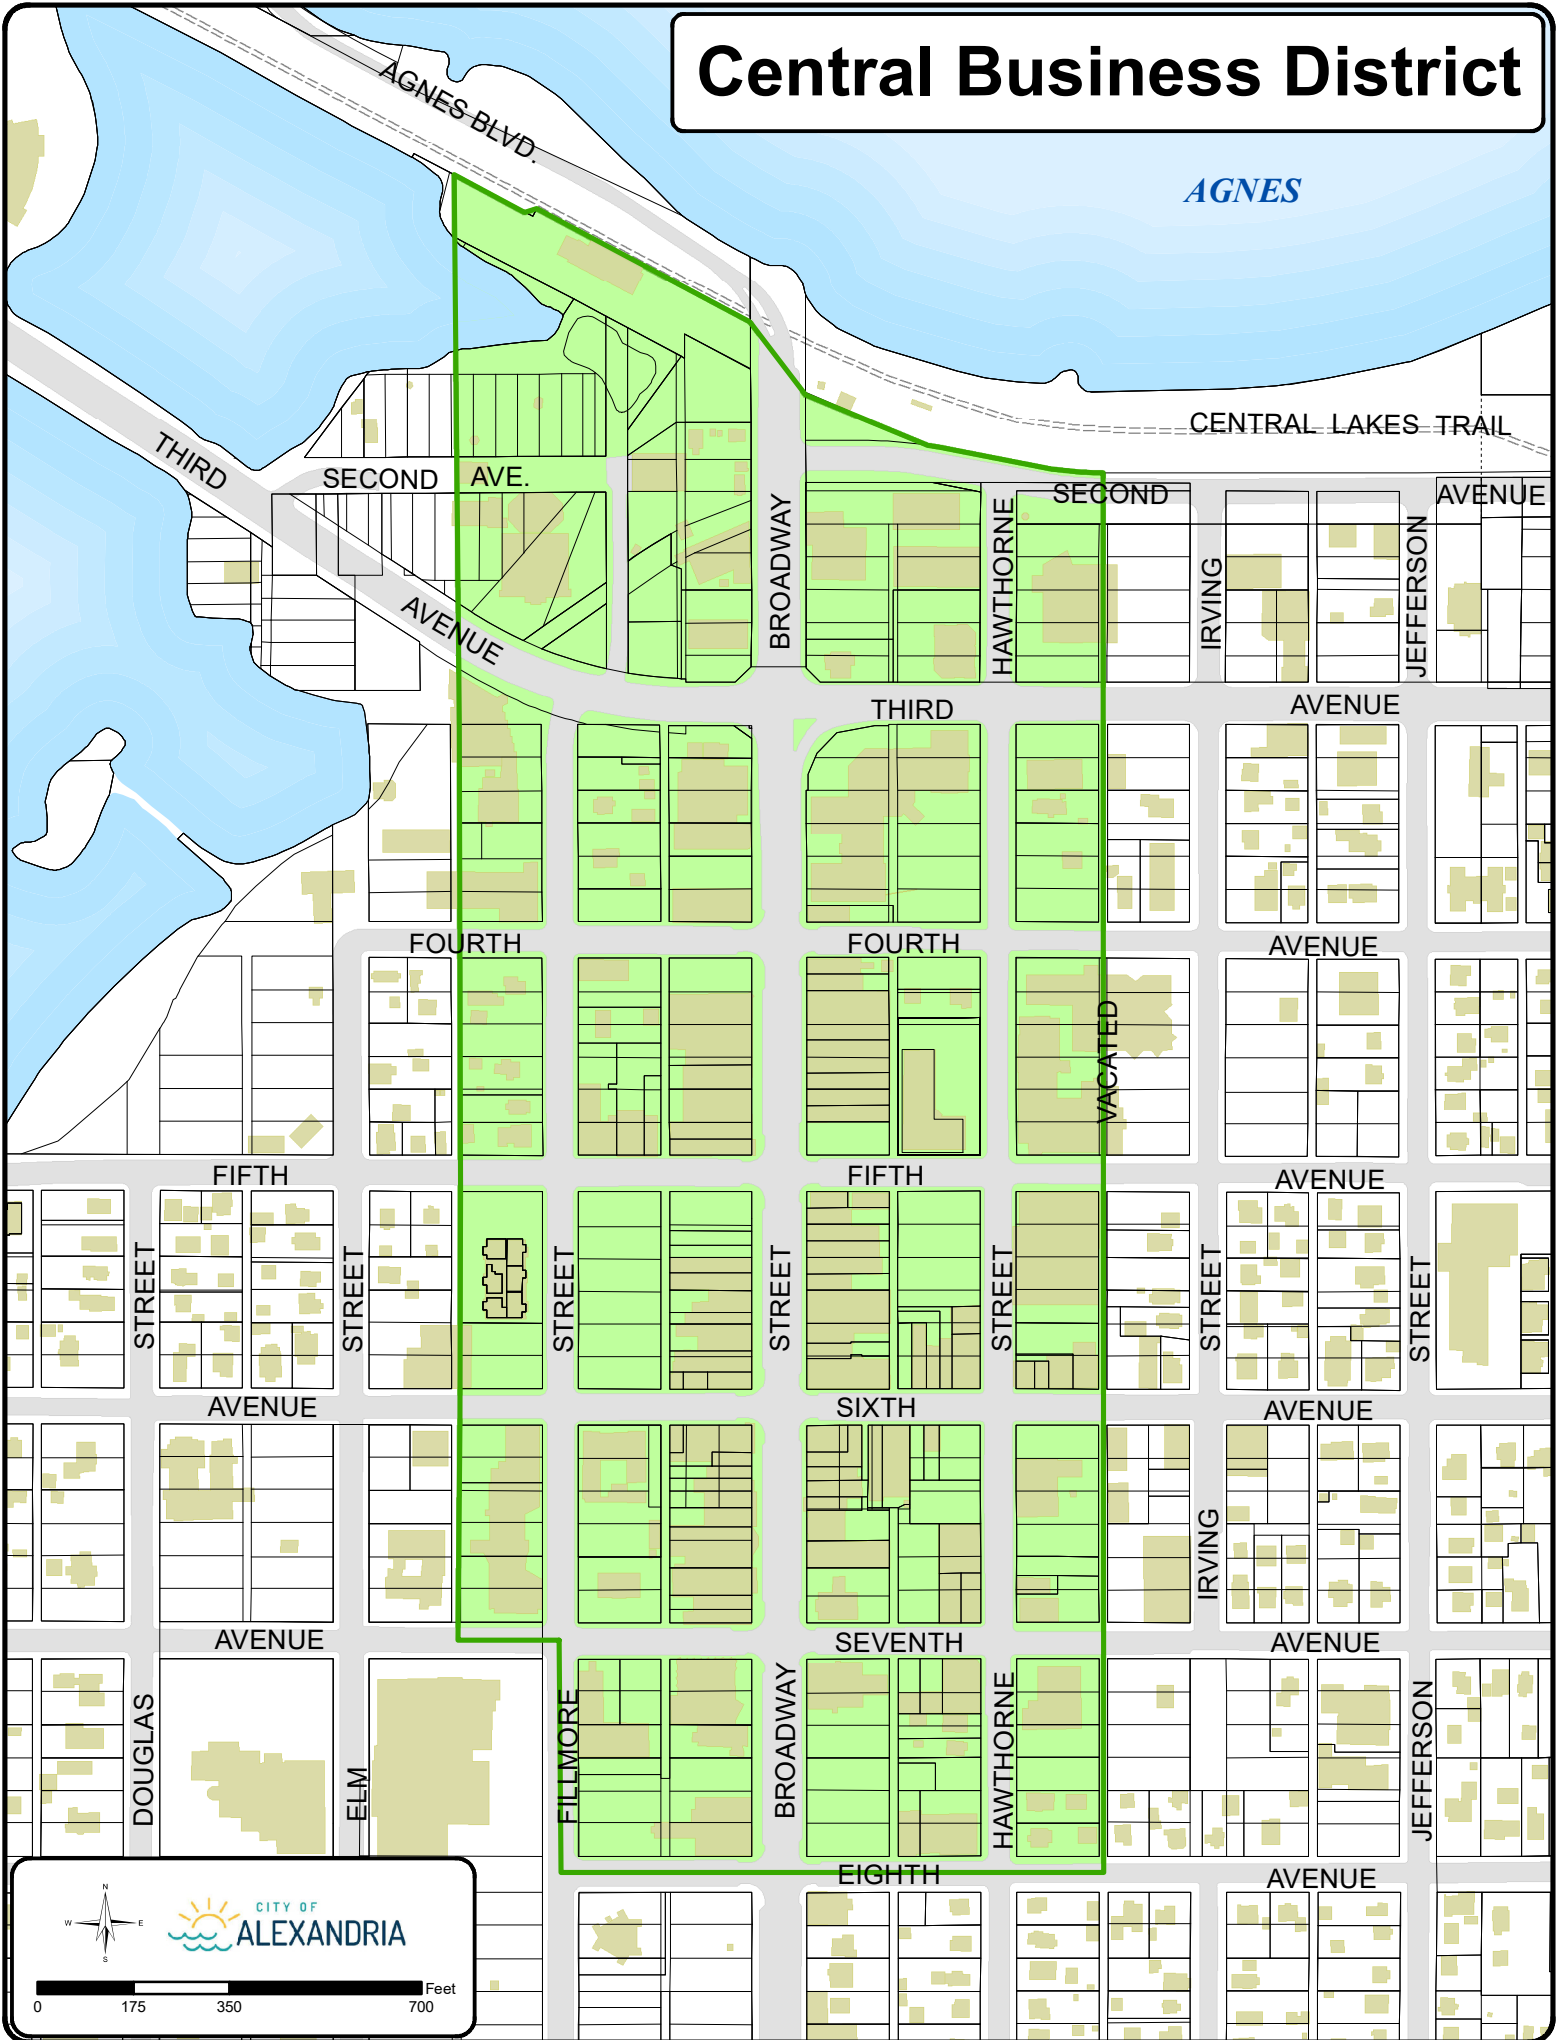 Central Business District
AGNES BLVD.
AGNES
CENTRAL LAKES TRAIL
THIRD
SECOND AVE.
SECOND
AVENUE
BROADWAY
HAWTHORNE
IRVING
JEFFERSON
AVENUE
THIRD
AVENUE
FOURTH
FOURTH
AVENUE
VACATED
FIFTH
FIFTH
AVENUE
STREET
STREET
STREET
STREET
STREET
STREET
STREET
AVENUE
SIXTH
AVENUE
IRVING
AVENUE
SEVENTH
AVENUE
DOUGLAS
ELM
FILLMORE
BROADWAY
HAWTHORNE
JEFFERSON
EIGHTH
AVENUE
N
W
E
S
CITY OF
ALEXANDRIA
Feet
0 175 350 700